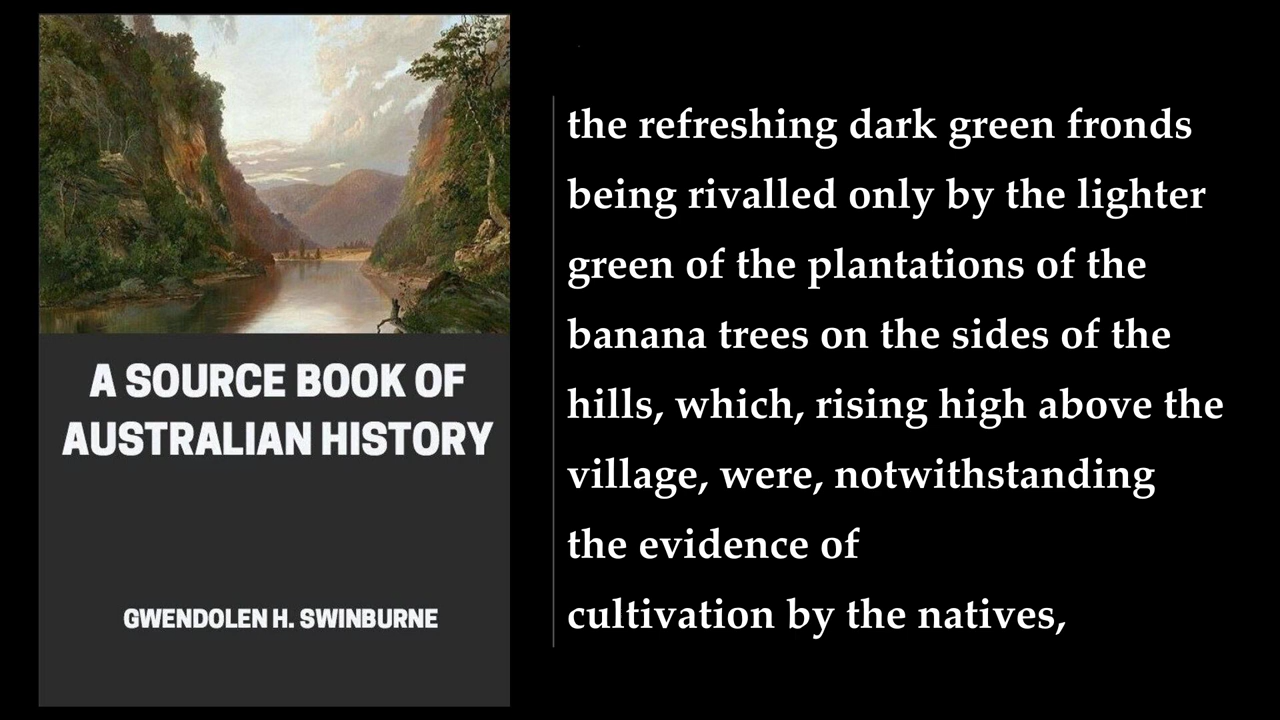 A SOURCE BOOK OF
AUSTRALIAN HISTORY
GWENDOLEN H. SWINBURNE
the refreshing dark green fronds
being rivalled only by the lighter
green of the plantations of the
banana trees on the sides of the
hills, which, rising high above the
village, were, notwithstanding
the evidence of
cultivation by the natives,